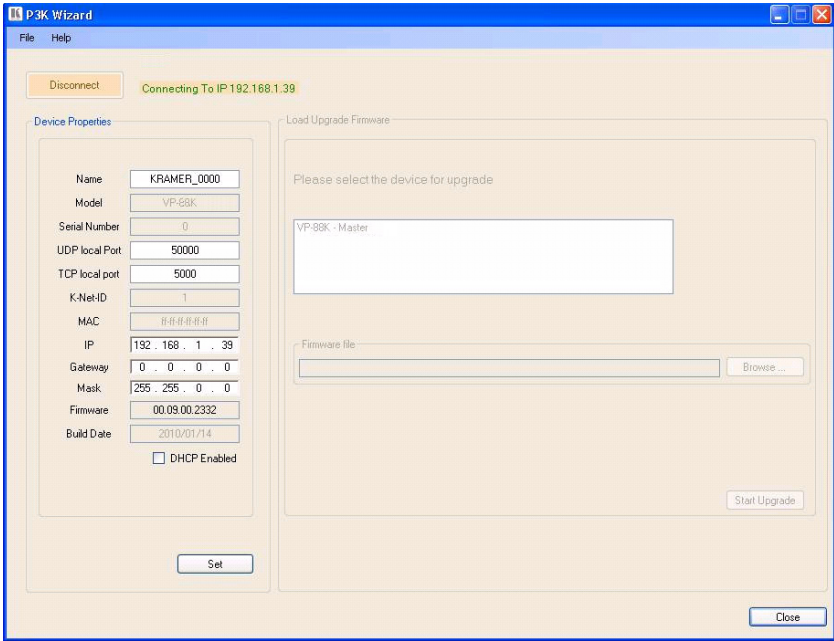 P3K Wizard
File Help
Disconnect
Connecting To IP 192.168.1.39
Device Properties
Name KRAMER_0000
Model VP-88K
Serial Number 0
UDP local Port 50000
TCP local port 5000
K-Net-ID 1
MAC ff-ff-ff-ff-ff-ff
IP 192 . 168 . 1 . 39
Gateway 0 . 0 . 0 . 0
Mask 255 . 255 . 0 . 0
Firmware 00.09.00.2332
Build Date 2010/01/14
DHCP Enabled
Set
Load Upgrade Firmware
Please select the device for upgrade
VP-88K - Master
Firmware file
Browse ...
Start Upgrade
Close